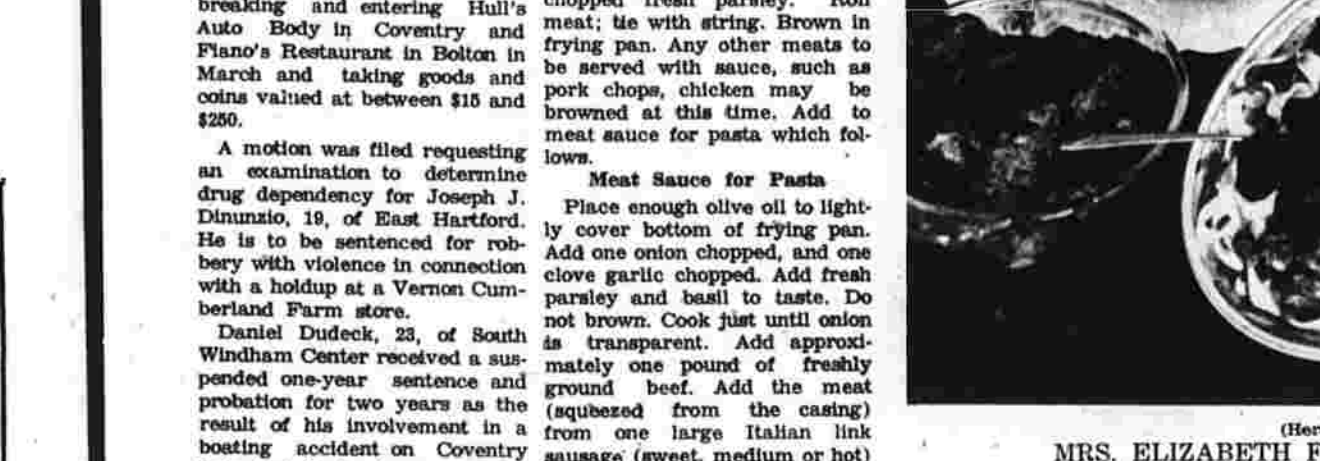 breaking and entering Hull's
Auto Body in Coventry and
Fiano's Restaurant in Bolton in
March and taking goods and
coins valued at between $15 and
$250.
A motion was filed requesting
an examination to determine
drug dependency for Joseph J.
Dinunzio, 19, of East Hartford.
He is to be sentenced for rob-
bery with violence in connection
with a holdup at a Vernon Cum-
berland Farm store.
Daniel Dudeck, 23, of South
Windham Center received a sus-
pended one-year sentence and
probation for two years as the
result of his involvement in a
boating accident on Coventry
chopped fresh parsley. Roll
meat; tie with string. Brown in
frying pan. Any other meats to
be served with sauce, such as
pork chops, chicken may be
browned at this time. Add to
meat sauce for pasta which fol-
lows.
Meat Sauce for Pasta
Place enough olive oil to light-
ly cover bottom of frying pan.
Add one onion chopped, and one
clove garlic chopped. Add fresh
parsley and basil to taste. Do
not brown. Cook just until onion
is transparent. Add approxi-
mately one pound of freshly
ground beef. Add the meat
(squeezed from the casing)
from one large Italian link
sausage (sweet, medium or hot)
(Her
MRS. ELIZABETH F